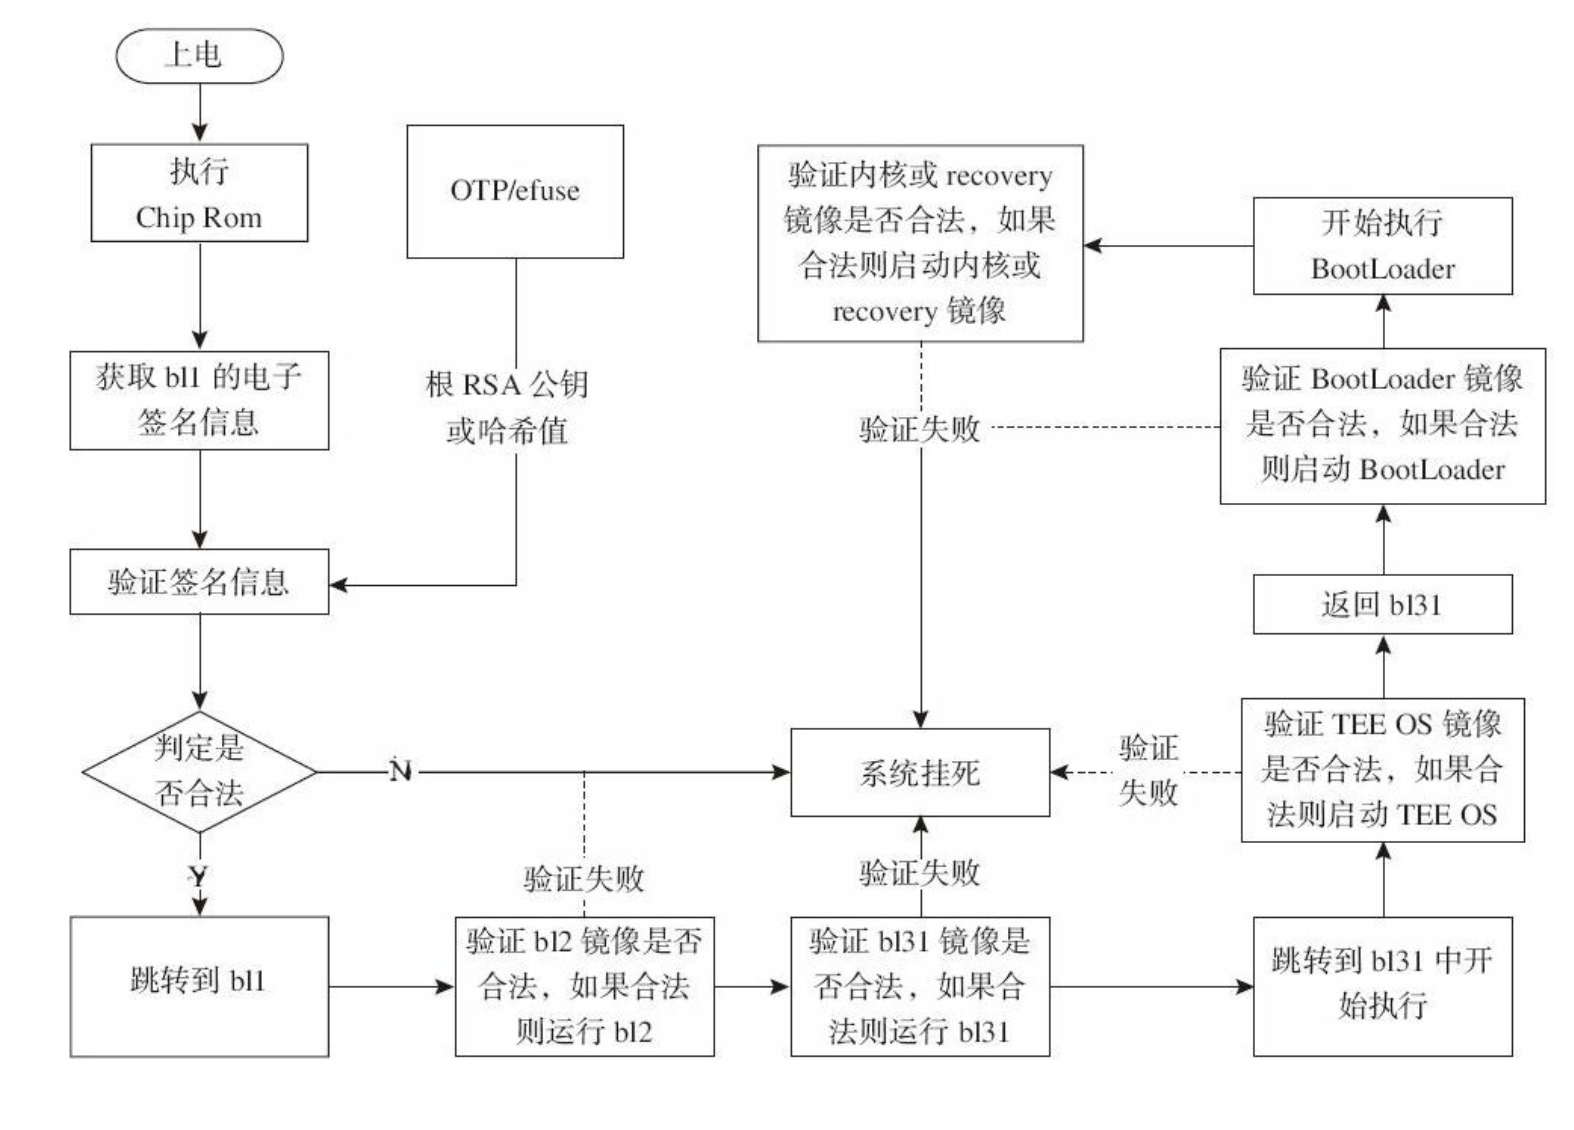 上电
执行
Chip Rom
获取 bl1 的电子
签名信息
OTP/efuse
根 RSA 公钥
或哈希值
验证签名信息
判定是
否合法
N
Y
跳转到 bl1
验证 bl2 镜像是否
合法，如果合法
则运行 bl2
验证失败
验证 bl31 镜像是
否合法，如果合
法则运行 bl31
验证失败
系统挂死
跳转到 bl31 中开
始执行
验证 TEE OS 镜像
是否合法，如果合
法则启动 TEE OS
验证
失败
返回 bl31
验证 BootLoader 镜像
是否合法，如果合法
则启动 BootLoader
验证失败
开始执行
BootLoader
验证内核或 recovery
镜像是否合法，如果
合法则启动内核或
recovery 镜像